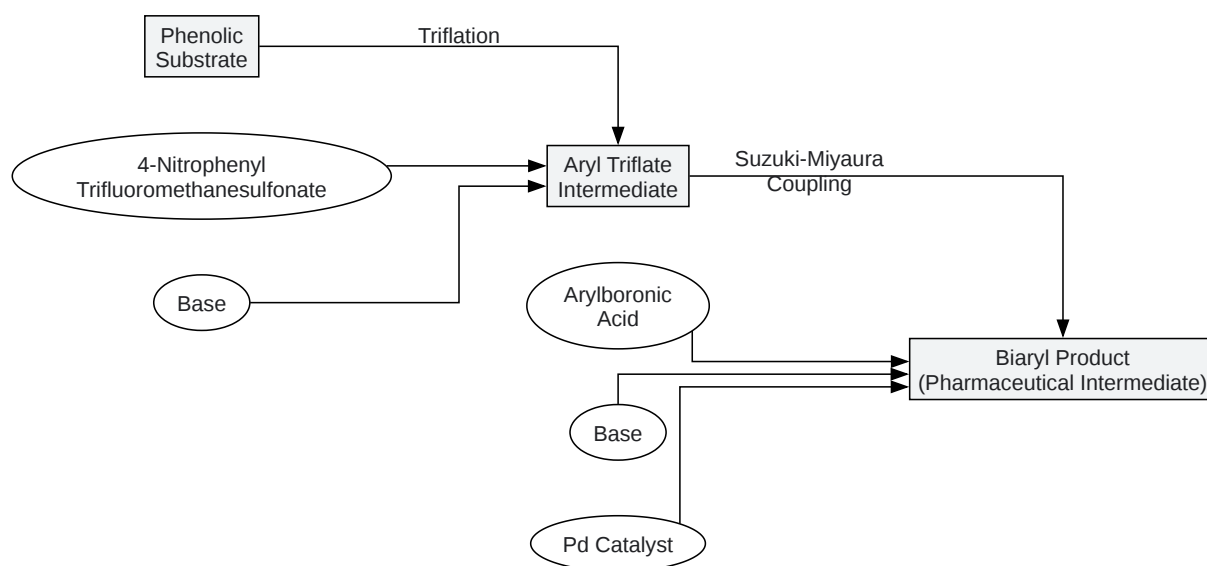 Phenolic
Substrate
Triflation
4-Nitrophenyl
Trifluoromethanesulfonate
Aryl Triflate
Intermediate
Suzuki-Miyaura
Coupling
Base
Arylboronic
Acid
Biaryl Product
(Pharmaceutical Intermediate)
Base
Pd Catalyst